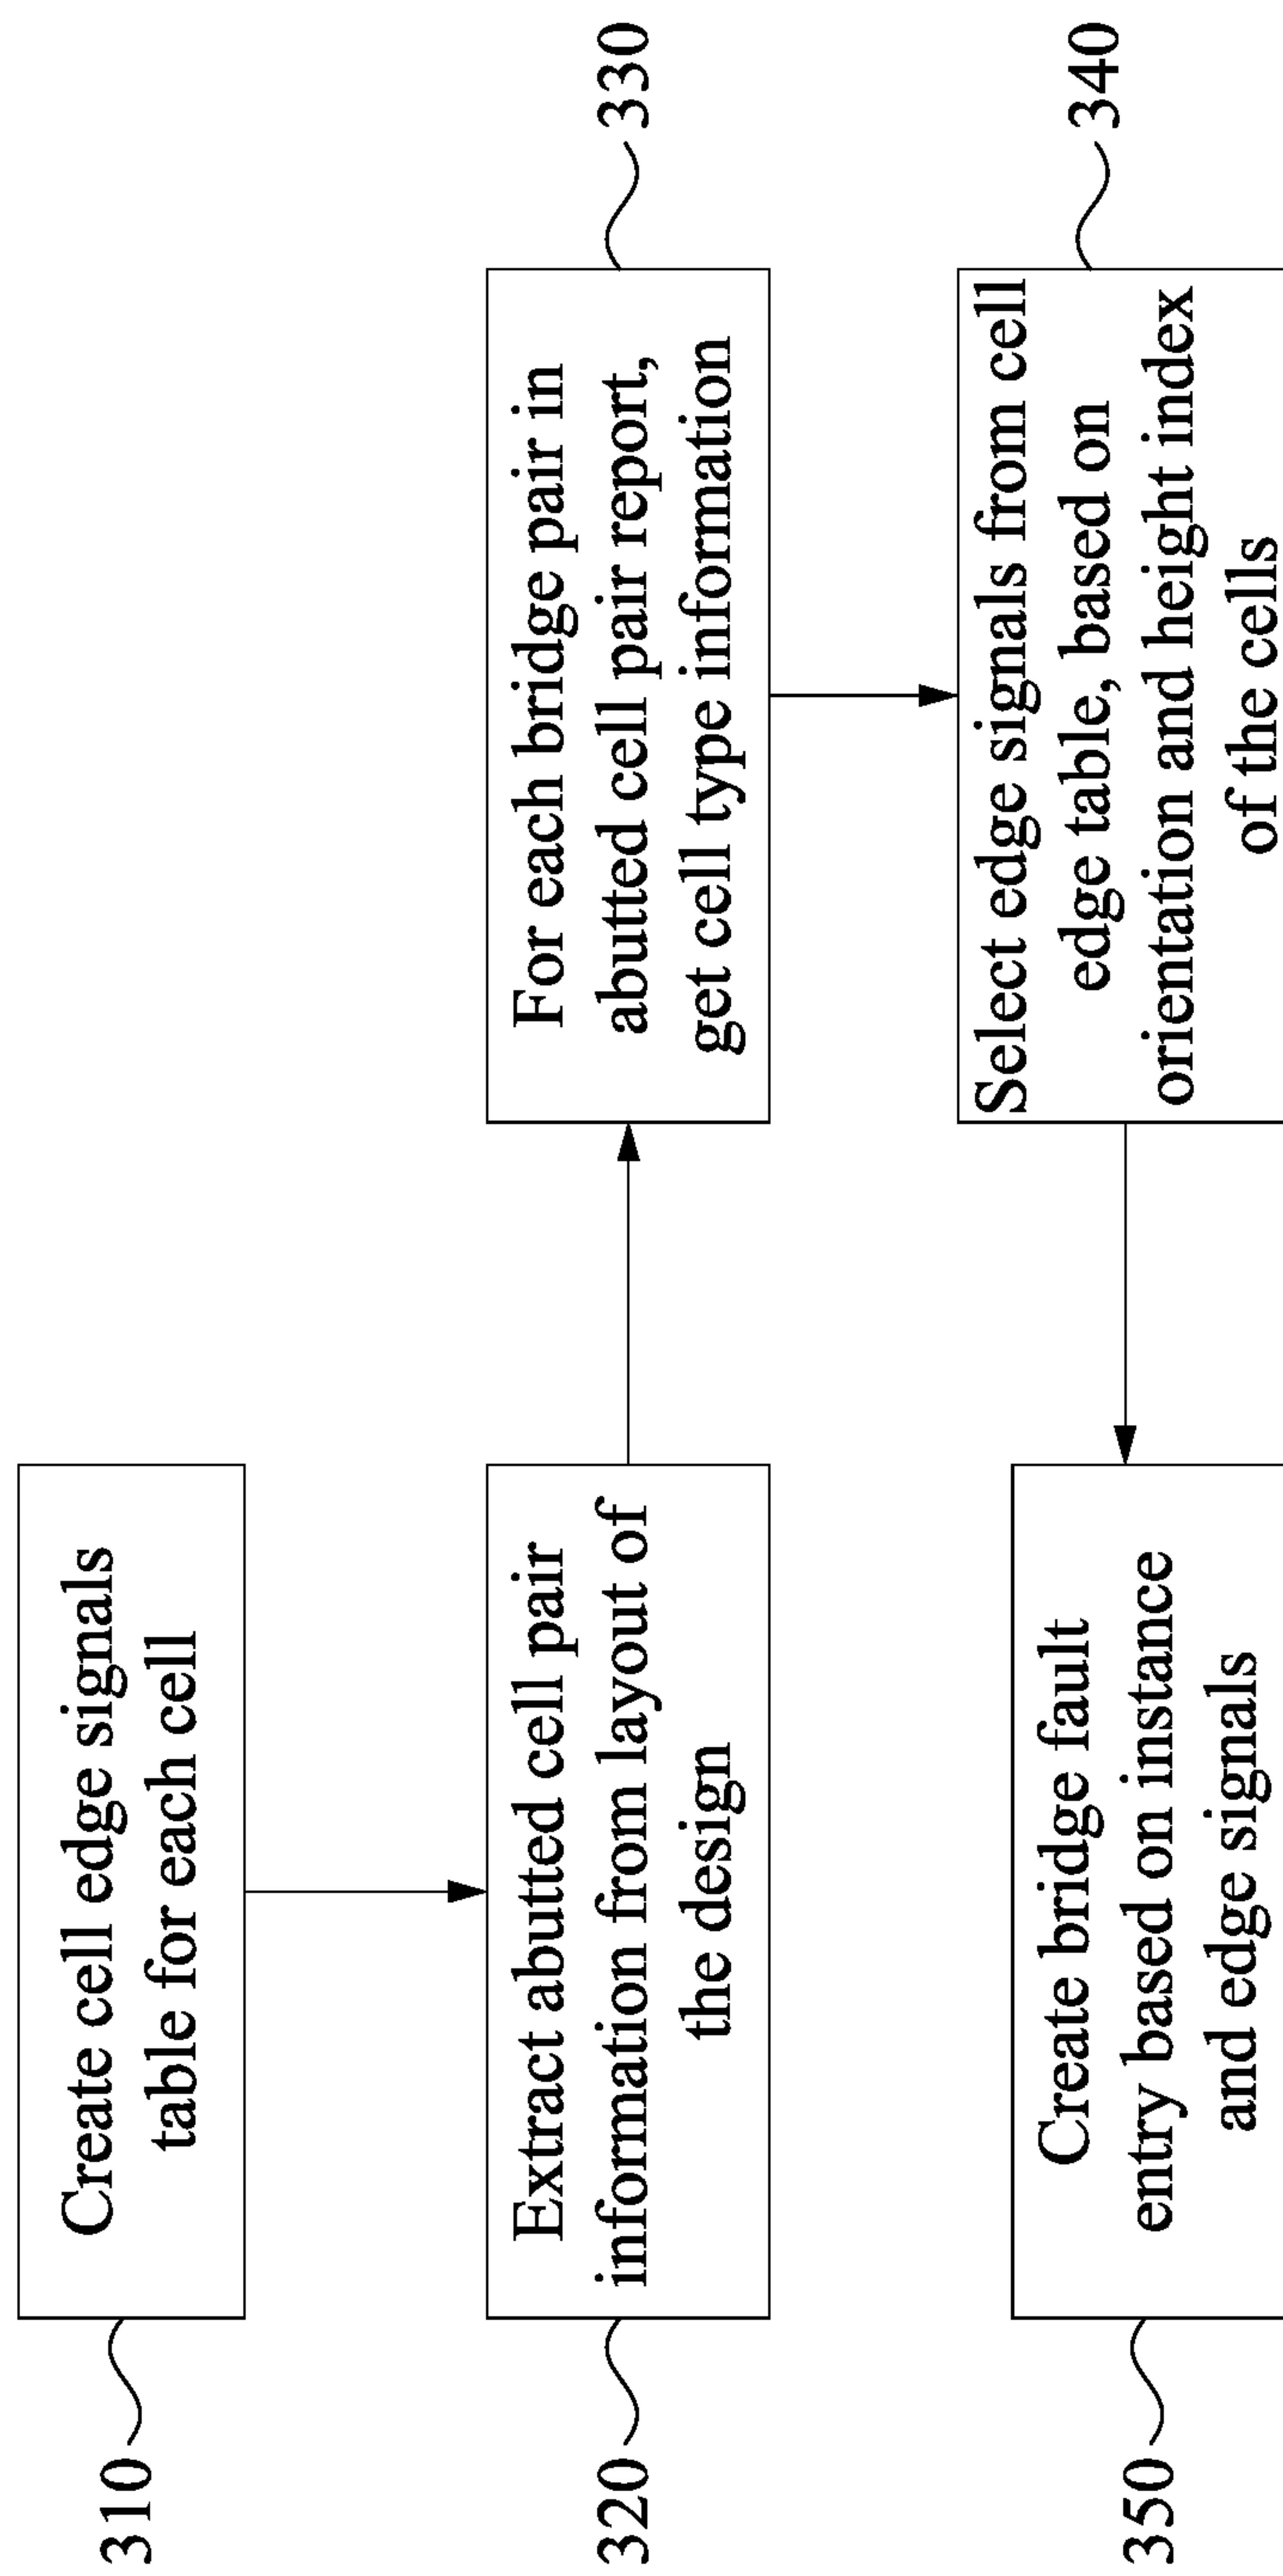 310
Create cell edge signals
table for each cell
320
Extract abutted cell pair
information from layout of
the design
330
For each bridge pair in
abutted cell pair report,
get cell type information
340
Select edge signals from cell
edge table, based on
orientation and height index
of the cells
350
Create bridge fault
entry based on instance
and edge signals